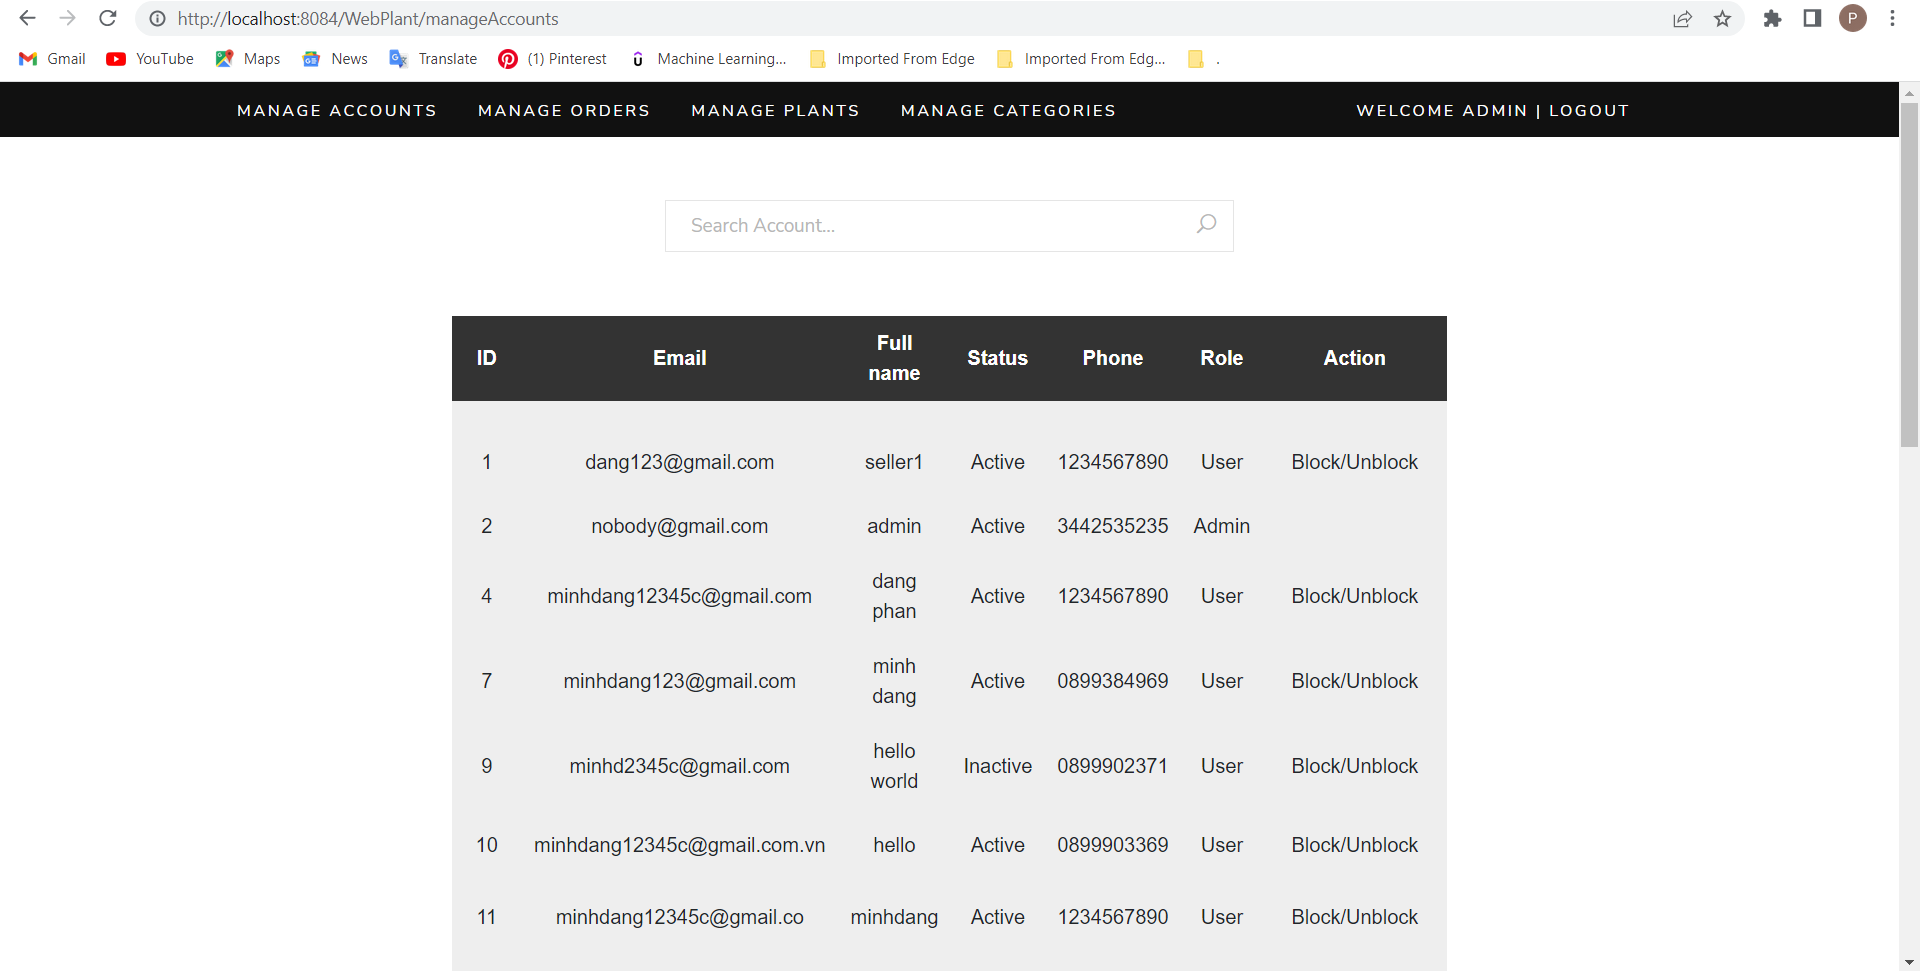 http://localhost:8084/WebPlant/manageAccounts
P
Gmail YouTube Maps News Translate (1) Pinterest Machine Learning... Imported From Edge Imported From Edg... .
MANAGE ACCOUNTS MANAGE ORDERS MANAGE PLANTS MANAGE CATEGORIES WELCOME ADMIN | LOGOUT
Search Account...
ID Email Full name Status Phone Role Action
1 dang123@gmail.com seller1 Active 1234567890 User Block/Unblock
2 nobody@gmail.com admin Active 3442535235 Admin
4 minhdang12345c@gmail.com dang phan Active 1234567890 User Block/Unblock
7 minhdang123@gmail.com minh dang Active 0899384969 User Block/Unblock
9 minhd2345c@gmail.com hello world Inactive 0899902371 User Block/Unblock
10 minhdang12345c@gmail.com.vn hello Active 0899903369 User Block/Unblock
11 minhdang12345c@gmail.co minhdang Active 1234567890 User Block/Unblock